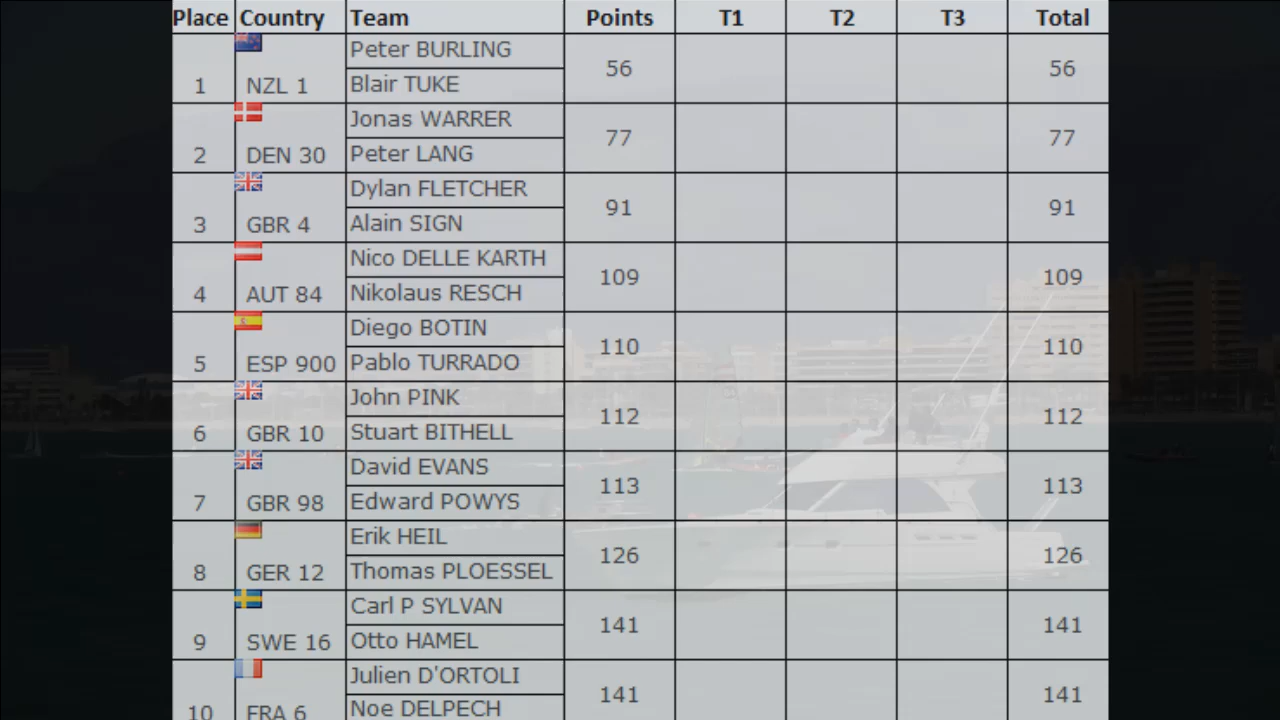 Place Country Team Points T1 T2 T3 Total
1 NZL 1 Peter BURLING 56 56
Blair TUKE
2 DEN 30 Jonas WARRER 77 77
Peter LANG
3 GBR 4 Dylan FLETCHER 91 91
Alain SIGN
4 AUT 84 Nico DELLE KARTH 109 109
Nikolaus RESCH
5 ESP 900 Diego BOTIN 110 110
Pablo TURRADO
6 GBR 10 John PINK 112 112
Stuart BITHELL
7 GBR 98 David EVANS 113 113
Edward POWYS
8 GER 12 Erik HEIL 126 126
Thomas PLOESSEL
9 SWE 16 Carl P SYLVAN 141 141
Otto HAMEL
10 FRA 6 Julien D'ORTOLI 141 141
Noe DELPECH